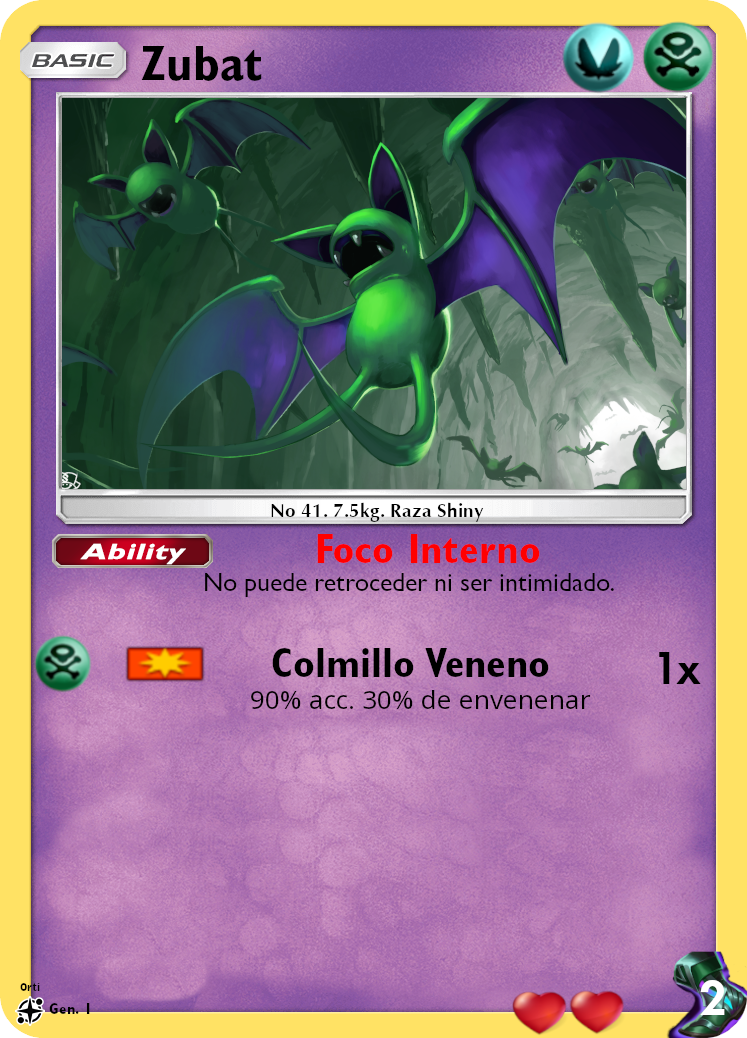 BASIC Zubat
No 41. 7.5kg. Raza Shiny
Ability Foco Interno
No puede retroceder ni ser intimidado.
Colmillo Veneno 1x
90% acc. 30% de envenenar
Orti
Gen. 1
2